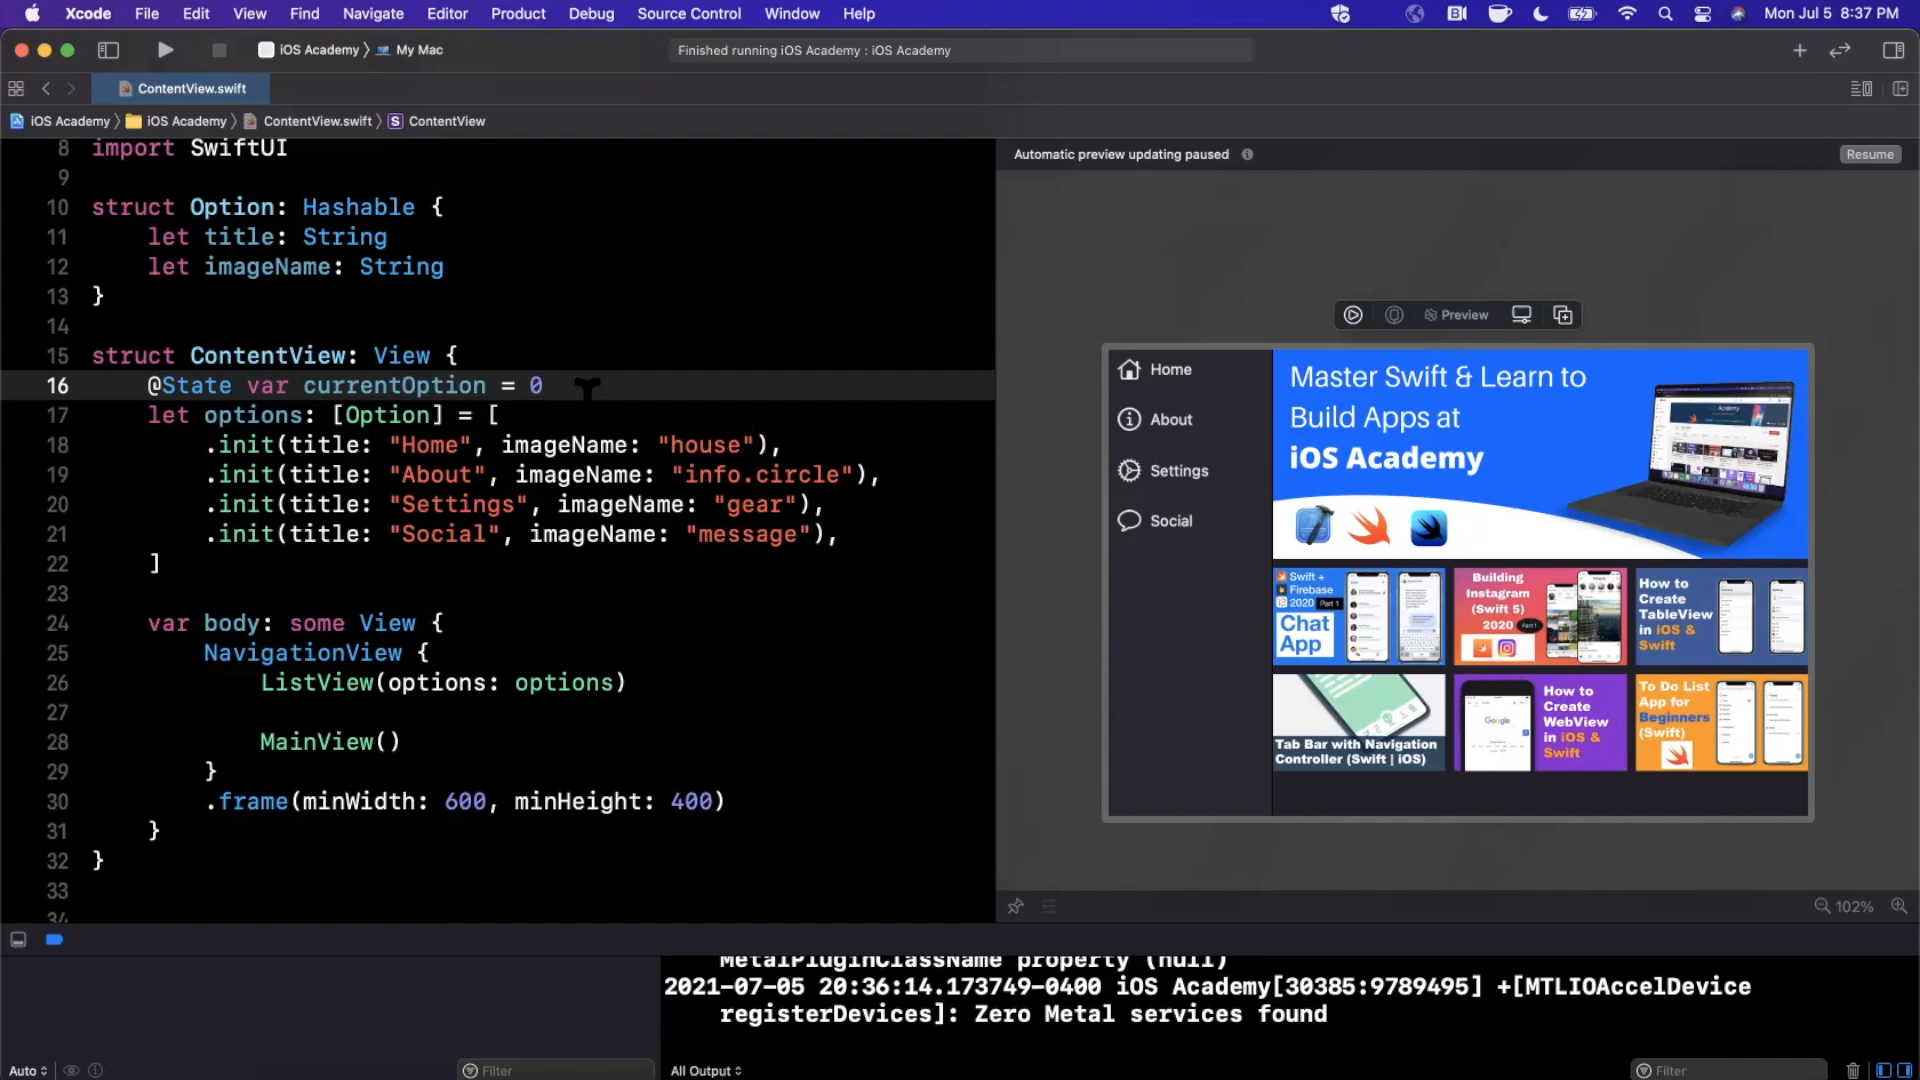 Xcode File Edit View Find Navigate Editor Product Debug Source Control Window Help Mon Jul 5 8:37 PM
iOS Academy My Mac
Finished running iOS Academy : iOS Academy
ContentView.swift
iOS Academy iOS Academy ContentView.swift S ContentView
8 import SwiftUI
9
10 struct Option: Hashable {
11 let title: String
12 let imageName: String
13 }
14
15 struct ContentView: View {
16 @State var currentOption = 0
17 let options: [Option] = [
18 .init(title: "Home", imageName: "house"),
19 .init(title: "About", imageName: "info.circle"),
20 .init(title: "Settings", imageName: "gear"),
21 .init(title: "Social", imageName: "message"),
22 ]
23
24 var body: some View {
25 NavigationView {
26 ListView(options: options)
27
28 MainView()
29 }
30 .frame(minWidth: 600, minHeight: 400)
31 }
32 }
33
34
Automatic preview updating paused
Resume
Preview
Home
About
Settings
Social
Master Swift & Learn to
Build Apps at
iOS Academy
Swift +
Firebase
2020 Part 1
Chat
App
Building
Instagram
(Swift 5)
2020 Part 1
How to
Create
TableView
in iOS &
Swift
Tab Bar with Navigation
Controller (Swift | iOS)
Google
How to
Create
WebView
in iOS &
Swift
To Do List
App for
Beginners
(Swift)
102%
MetalPluginClassName property (null)
2021-07-05 20:36:14.173749-0400 iOS Academy[30385:9789495] +[MTLIOAccelDevice
registerDevices]: Zero Metal services found
Auto
Filter
All Output
Filter